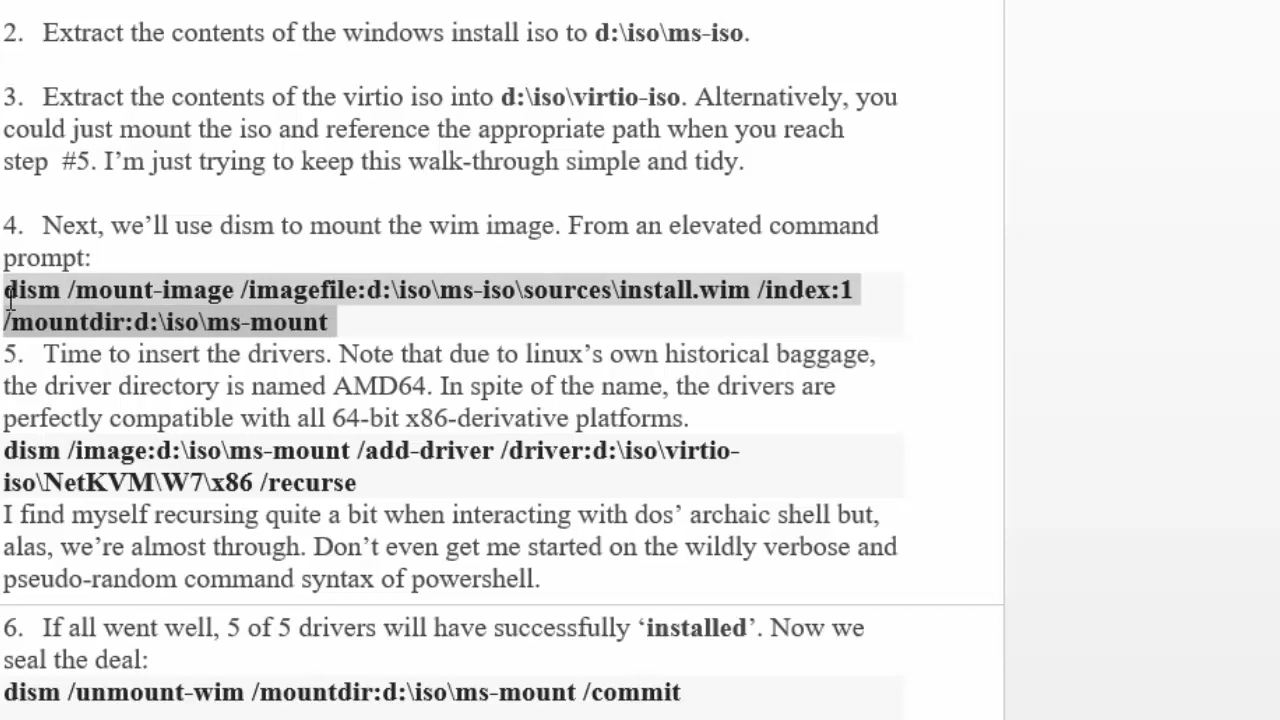 2. Extract the contents of the windows install iso to d:\iso\ms-iso.
3. Extract the contents of the virtio iso into d:\iso\virtio-iso. Alternatively, you
could just mount the iso and reference the appropriate path when you reach
step #5. I’m just trying to keep this walk-through simple and tidy.
4. Next, we’ll use dism to mount the wim image. From an elevated command
prompt:
dism /mount-image /imagefile:d:\iso\ms-iso\sources\install.wim /index:1
/mountdir:d:\iso\ms-mount
5. Time to insert the drivers. Note that due to linux’s own historical baggage,
the driver directory is named AMD64. In spite of the name, the drivers are
perfectly compatible with all 64-bit x86-derivative platforms.
dism /image:d:\iso\ms-mount /add-driver /driver:d:\iso\virtio-
iso\NetKVM\W7\x86 /recurse
I find myself recursing quite a bit when interacting with dos’ archaic shell but,
alas, we’re almost through. Don’t even get me started on the wildly verbose and
pseudo-random command syntax of powershell.
6. If all went well, 5 of 5 drivers will have successfully ‘installed’. Now we
seal the deal:
dism /unmount-wim /mountdir:d:\iso\ms-mount /commit